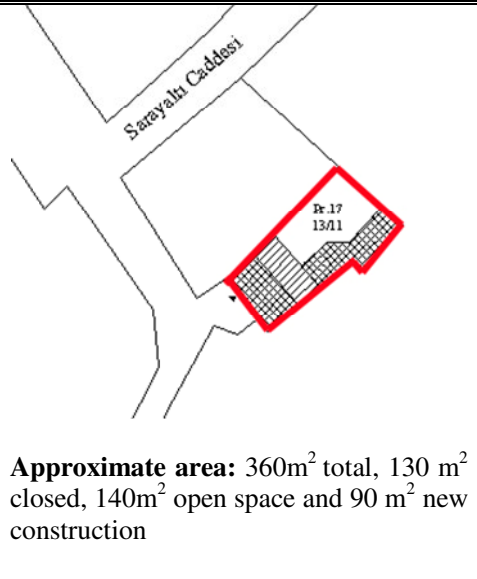 Sarayaltı Caddesi
Pr.17
13/11
Approximate area: 360m² total, 130 m²
closed, 140m² open space and 90 m² new
construction